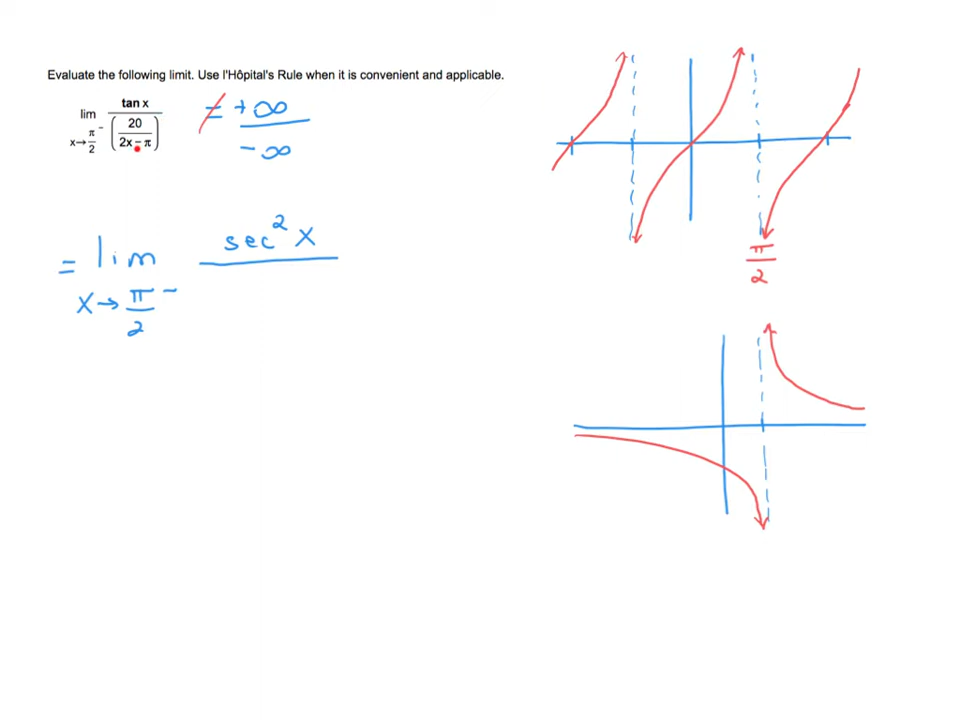 Evaluate the following limit. Use l'Hôpital's Rule when it is convenient and applicable.
lim x→π/2⁻ tan x / (20 / (2x − π)) ≠ +∞ / −∞
= lim x→π/2⁻ sec² x
π/2